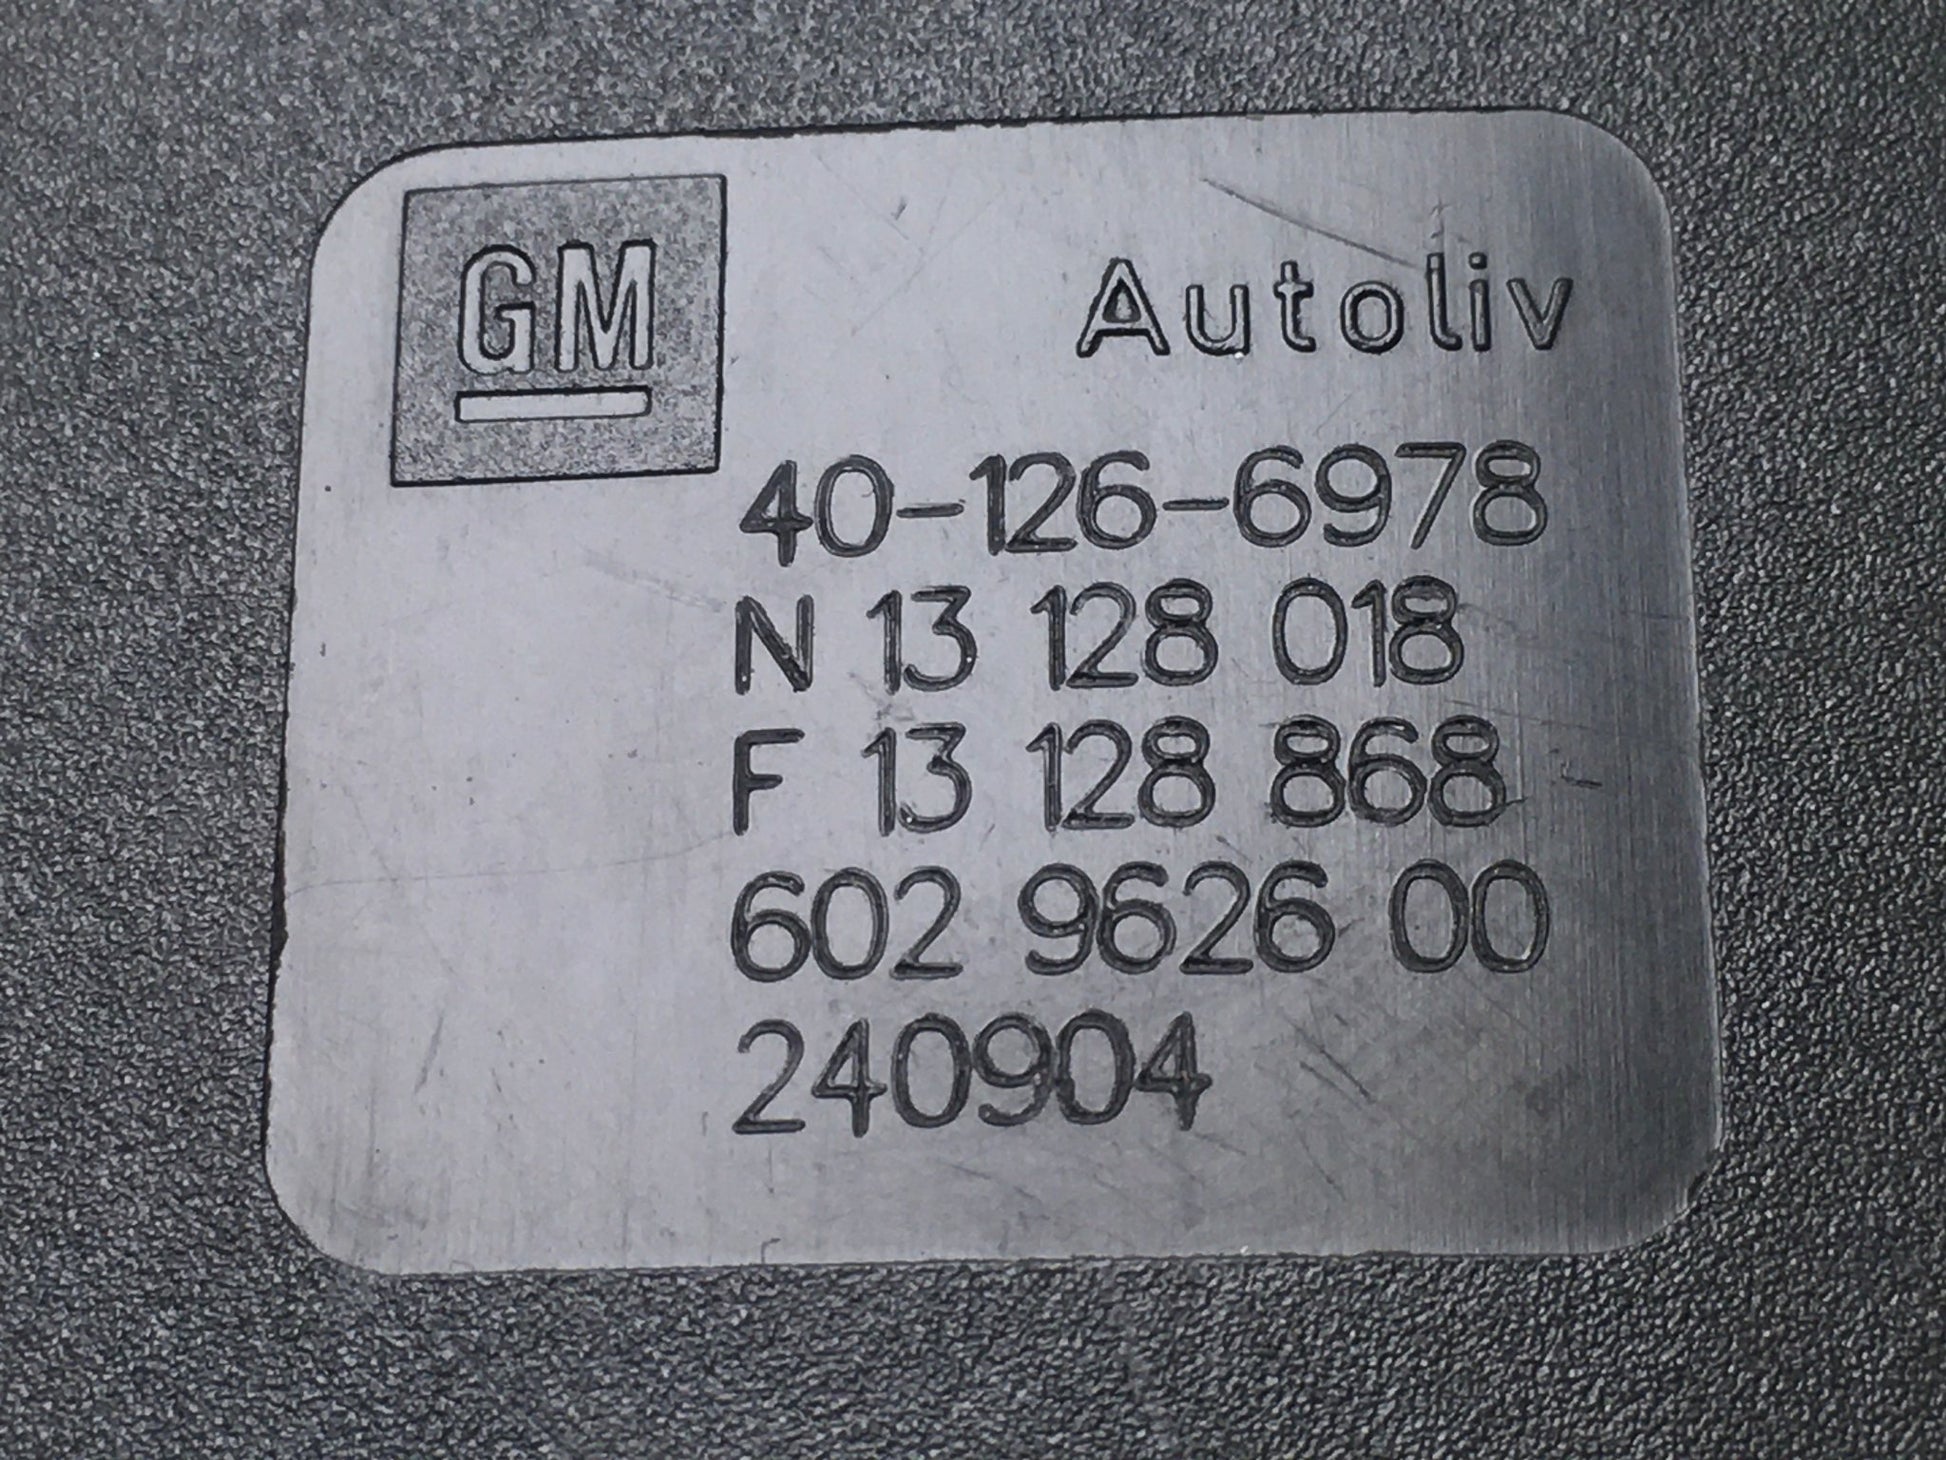 GM
Autoliv
40-126-6978
N 13 128 018
F 13 128 868
602 9626 00
240904